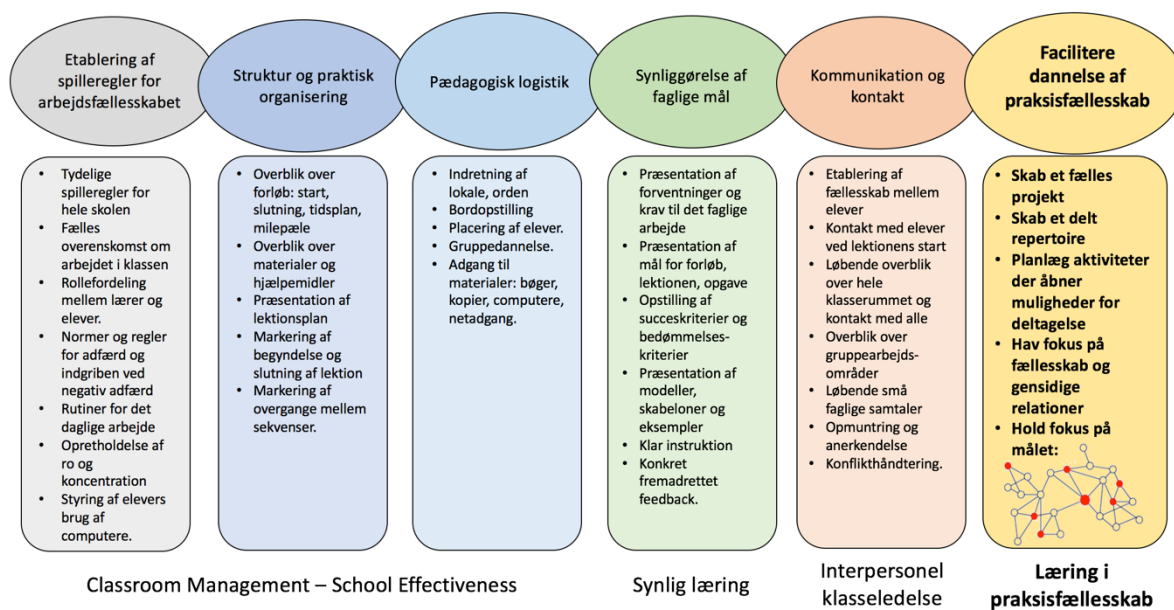 Etablering af
spilleregler for
arbejdsfællesskabet
Struktur og praktisk
organisering
Pædagogisk logistik
Synliggørelse af
faglige mål
Kommunikation og
kontakt
Facilitere
dannelse af
praksisfællesskab
• Tydelige
spilleregler for
hele skolen
• Fælles
overenskomst om
arbejdet i klassen
• Rollefordeling
mellem lærer og
elever.
• Normer og regler
for adfærd og
indgriben ved
negativ adfærd
• Rutiner for det
daglige arbejde
• Opretholdelse af
ro og
koncentration
• Styring af elevers
brug af
computere.
• Overblik over
forløb: start,
slutning, tidsplan,
milepæle
• Overblik over
materialer og
hjælpemidler
• Præsentation af
lektionsplan
• Markering af
begyndelse og
slutning af lektion
• Markering af
overgange mellem
sekvenser.
• Indretning af
lokale, orden
• Bordopstilling
• Placering af elever.
• Gruppedannelse.
• Adgang til
materialer: bøger,
kopier, computere,
netadgang.
• Præsentation af
forventninger og
krav til det faglige
arbejde
• Præsentation af
mål for forløb,
lektionen, opgave
• Opstilling af
succeskriterier og
bedømmelses-
kriterier
• Præsentation af
modeller,
skabeloner og
eksempler
• Klar instruktion
• Konkret
fremadrettet
feedback.
• Etablering af
fællesskab mellem
elever
• Kontakt med elever
ved lektionens start
• Løbende overblik
over hele
klasserummet og
kontakt med alle
• Overblik over
gruppearbejds-
områder
• Løbende små
faglige samtaler
• Opmuntring og
anerkendelse
• Konflikthåndtering.
• Skab et fælles
projekt
• Skab et delt
repertoire
• Planlæg aktiviteter
der åbner
muligheder for
deltagelse
• Hav fokus på
fællesskab og
gensidige
relationer
• Hold fokus på
målet:
Classroom Management – School Effectiveness
Synlig læring
Interpersonel
klasseledelse
Læring i
praksisfællesskab